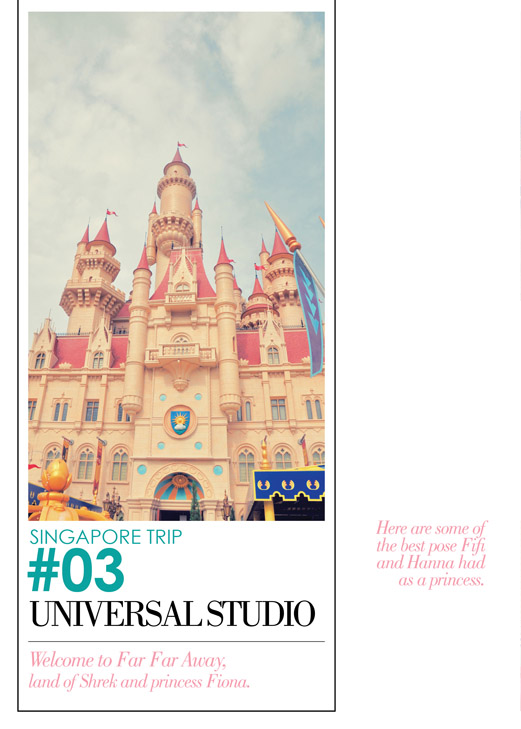 SINGAPORE TRIP
#03
UNIVERSAL STUDIO
Welcome to Far Far Away,
land of Shrek and princess Fiona.
Here are some of
the best pose Fifi
and Hanna had
as a princess.